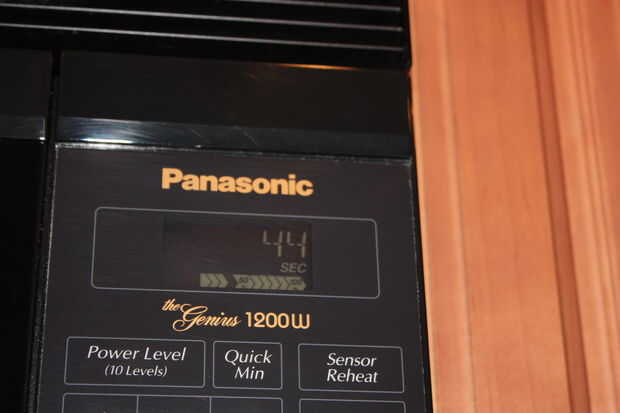 Panasonic
44
SEC
the Genius 1200W
Power Level
(10 Levels)
Quick
Min
Sensor
Reheat